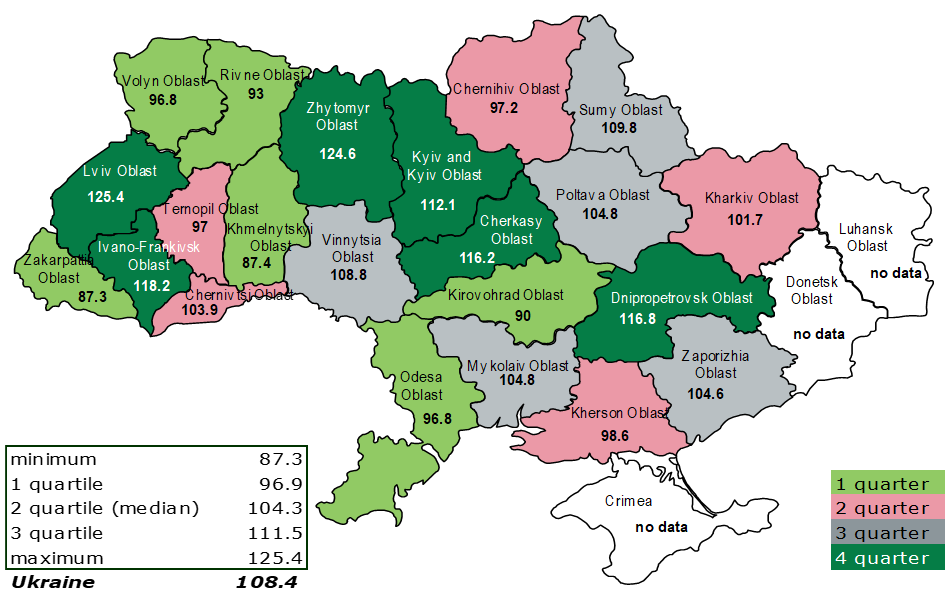 Volyn Oblast
96.8
Rivne Oblast
93
Zhytomyr
Oblast
124.6
Chernihiv Oblast
97.2
Sumy Oblast
109.8
Kyiv and
Kyiv Oblast
112.1
Lviv Oblast
125.4
Ternopil Oblast
97
Khmelnytskyi
Oblast
87.4
Vinnytsia
Oblast
108.8
Cherkasy
Oblast
116.2
Poltava Oblast
104.8
Kharkiv Oblast
101.7
Luhansk
Oblast
no data
Zakarpattia
Oblast
87.3
Ivano-Frankivsk
Oblast
118.2
Chernivtsi Oblast
103.9
Kirovohrad Oblast
90
Dnipropetrovsk Oblast
116.8
Donetsk
Oblast
no data
Odesa
Oblast
96.8
Mykolaiv Oblast
104.8
Zaporizhia
Oblast
104.6
Kherson Oblast
98.6
Crimea
no data
minimum 87.3
1 quartile 96.9
2 quartile (median) 104.3
3 quartile 111.5
maximum 125.4
Ukraine 108.4
1 quarter
2 quarter
3 quarter
4 quarter